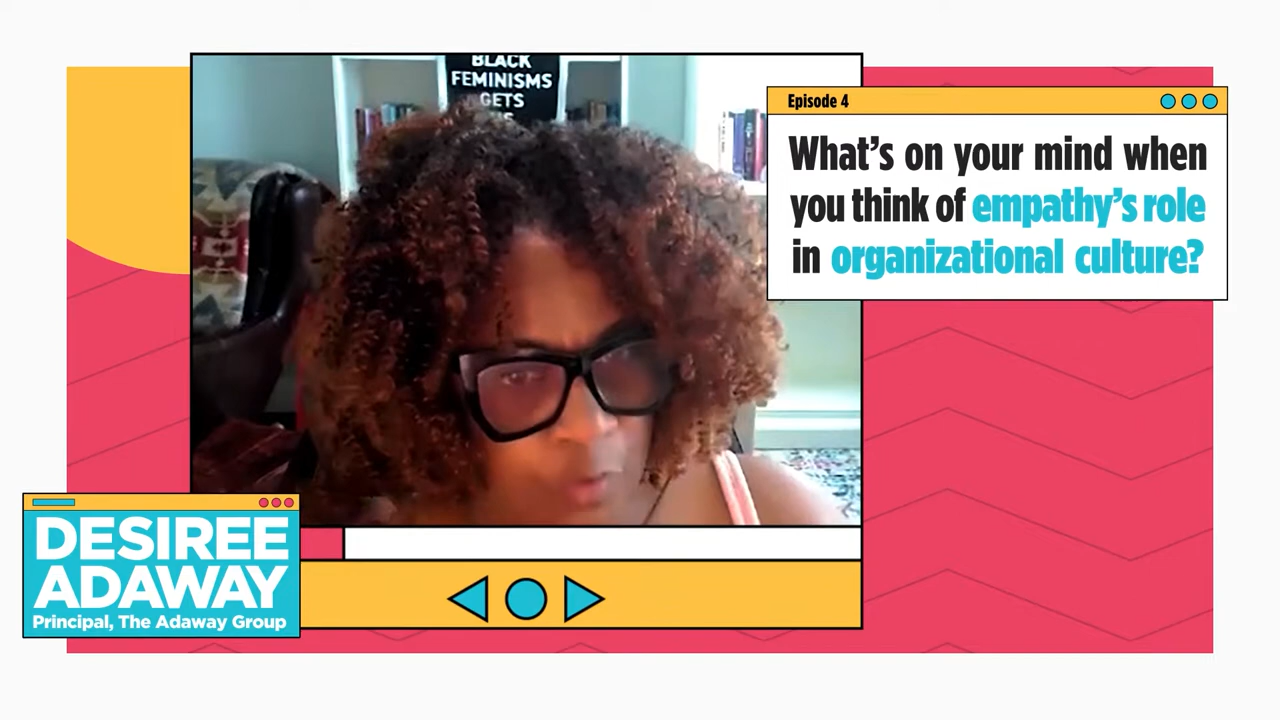 BLACK
FEMINISMS
GETS
Episode 4
What's on your mind when
you think of empathy's role
in organizational culture?
DESIREE
ADAWAY
Principal, The Adaway Group